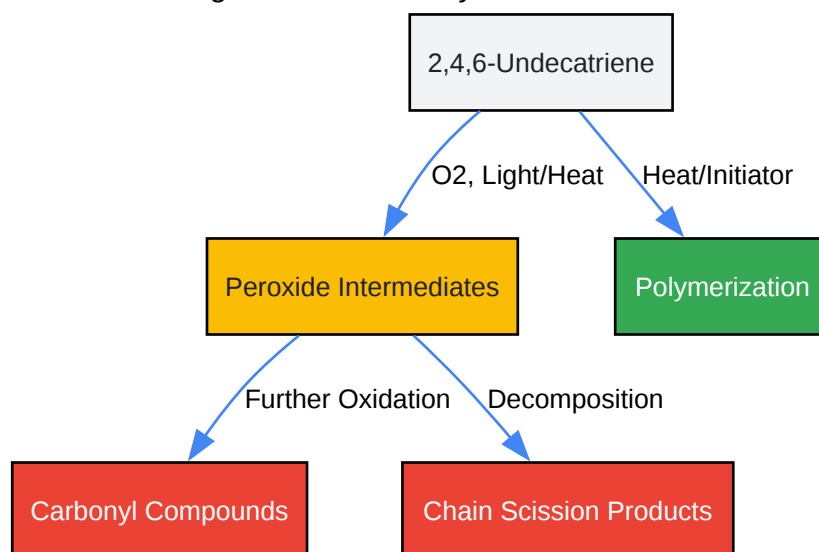 2,4,6-Undecatriene
O2, Light/Heat
Heat/Initiator
Peroxide Intermediates
Polymerization
Further Oxidation
Decomposition
Carbonyl Compounds
Chain Scission Products